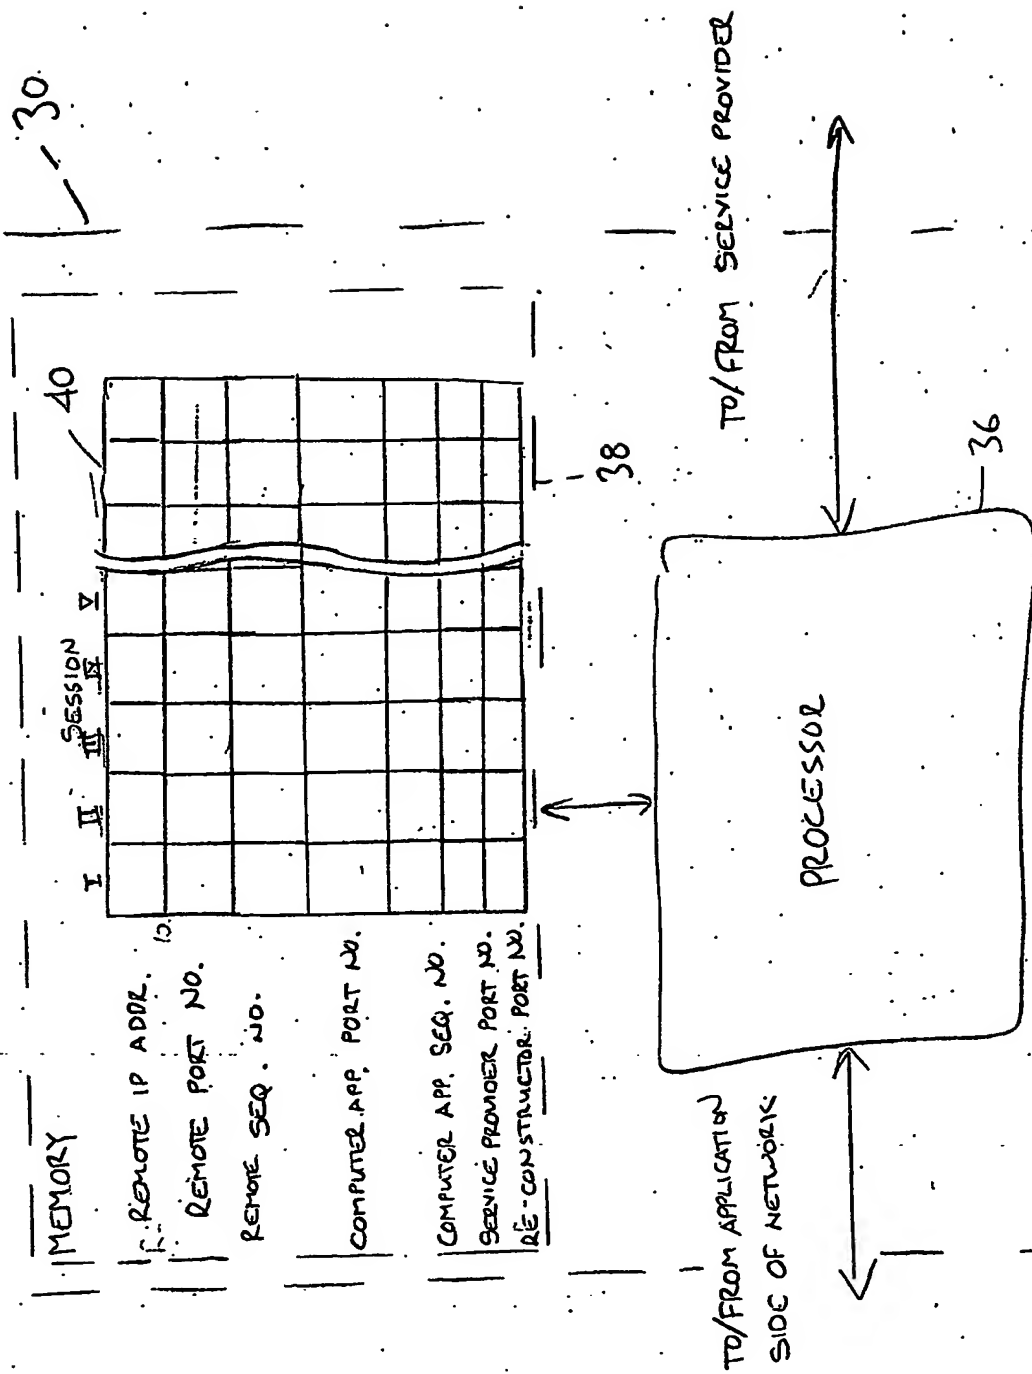 30
MEMORY
40
SESSION
I II III IV V
REMOTE IP ADDR.
REMOTE PORT NO.
REMOTE SEQ. NO.
COMPUTER APP. PORT NO.
COMPUTER APP. SEQ. NO.
SERVICE PROVIDER PORT NO.
RE-CONSTRUCTOR PORT NO.
38
TO/FROM APPLICATION
SIDE OF NETWORK
PROCESSOR
36
TO/FROM SERVICE PROVIDER